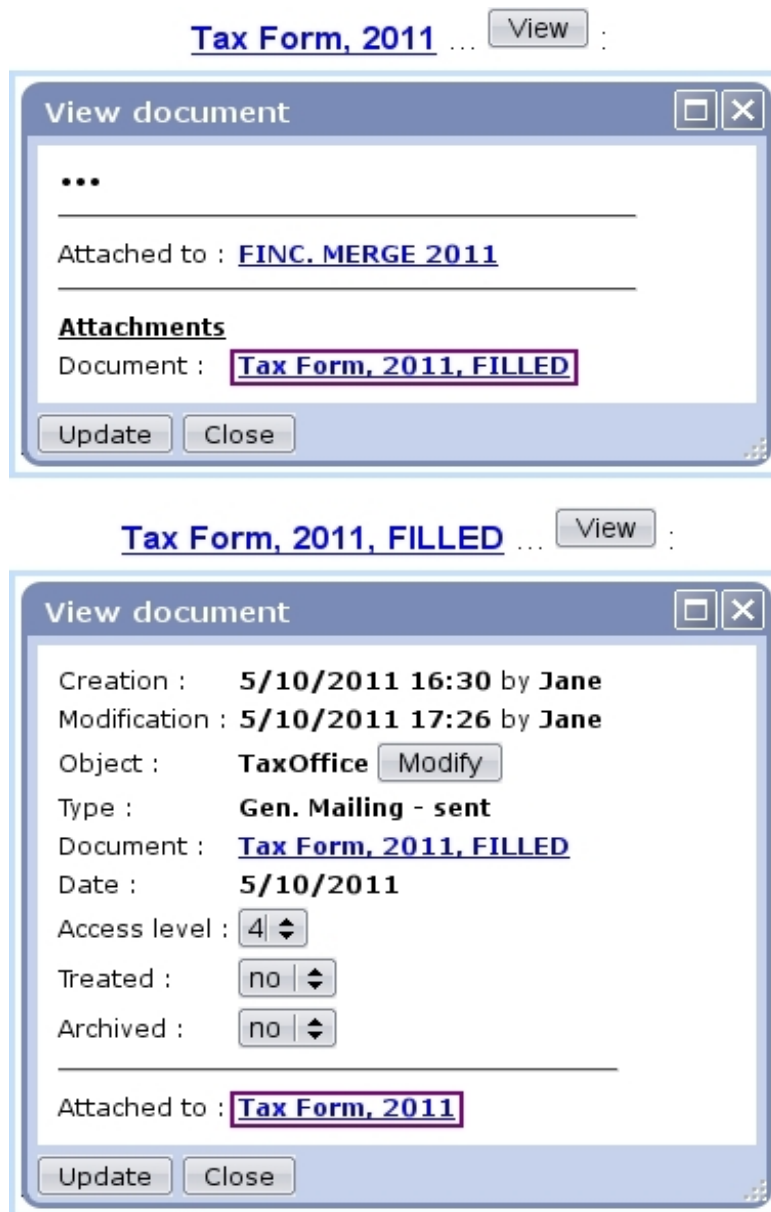 Tax Form, 2011 ... View :
View document
...
Attached to : FINC. MERGE 2011
Attachments
Document : Tax Form, 2011, FILLED
Update Close
Tax Form, 2011, FILLED ... View :
View document
Creation : 5/10/2011 16:30 by Jane
Modification : 5/10/2011 17:26 by Jane
Object : TaxOffice Modify
Type : Gen. Mailing - sent
Document : Tax Form, 2011, FILLED
Date : 5/10/2011
Access level : 4
Treated : no
Archived : no
Attached to : Tax Form, 2011
Update Close